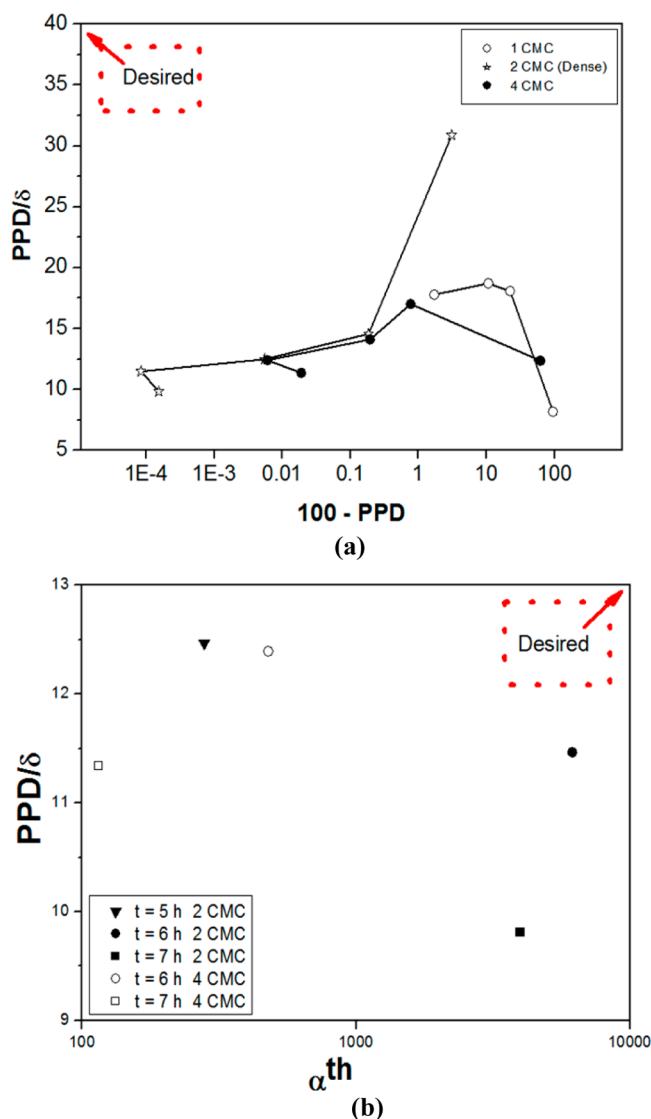 40
35
30
25
20
15
10
5
PPD/δ
Desired
1 CMC
2 CMC (Dense)
4 CMC
1E-4 1E-3 0.01 0.1 1 10 100
100 - PPD
(a)
13
12
11
10
9
PPD/δ
Desired
t = 5 h 2 CMC
t = 6 h 2 CMC
t = 7 h 2 CMC
t = 6 h 4 CMC
t = 7 h 4 CMC
100 1000 10000
αth
(b)